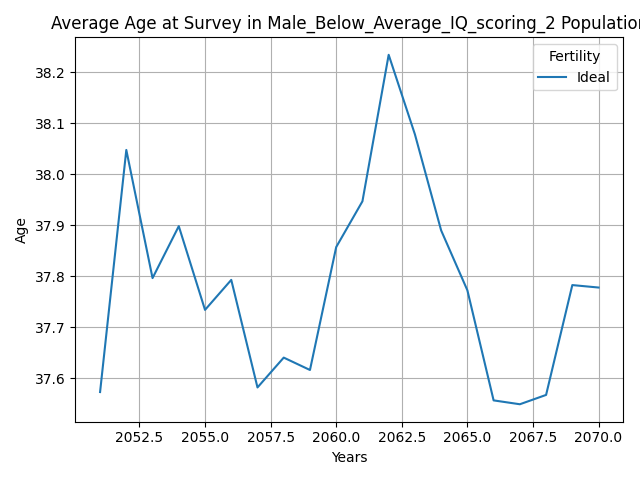 Average Age at Survey in Male_Below_Average_IQ_scoring_2 Population
Fertility
Ideal
38.2
38.1
38.0
37.9
37.8
37.7
37.6
Age
2052.5 2055.0 2057.5 2060.0 2062.5 2065.0 2067.5 2070.0
Years